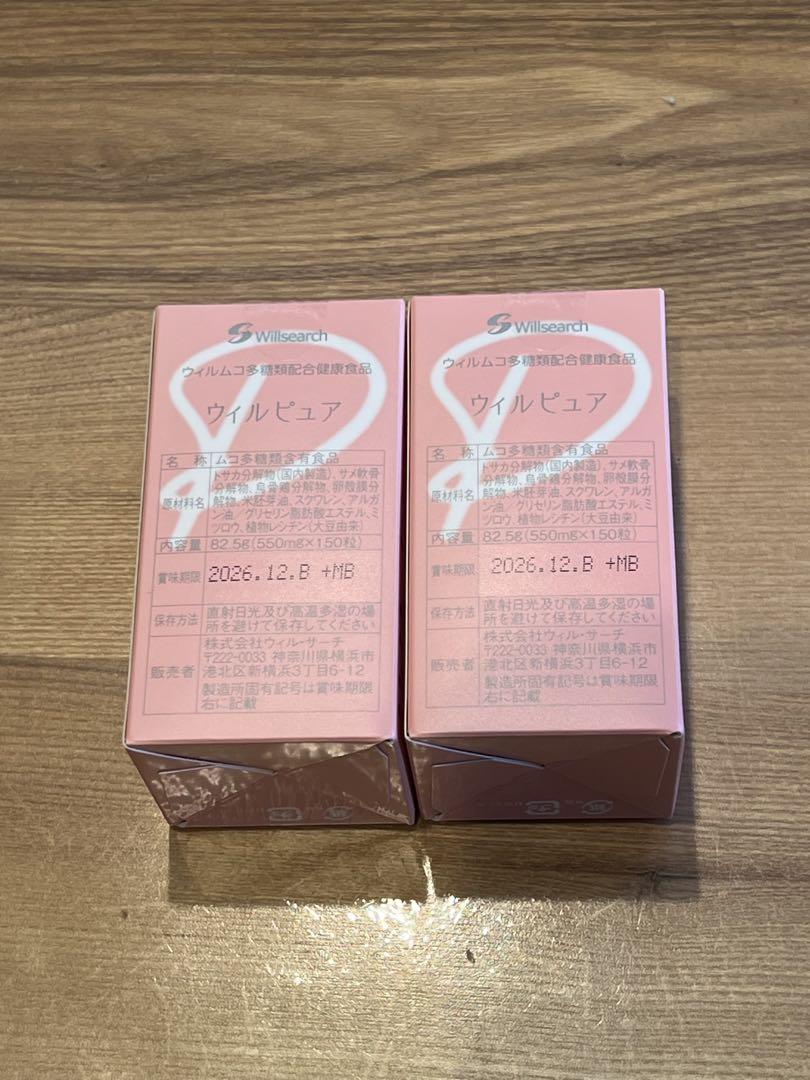 Willsearch
ウィルムコ多糖類配合健康食品
ウィルピュア
名 称 ムコ多糖類含有食品
原材料名 トサカ分解物(国内製造)、サメ軟骨
分解物、烏骨鶏分解物、卵殻膜分
解物、米胚芽油、スクワレン、アルガ
ン油、グリセリン脂肪酸エステル、ミ
ツロウ、植物レシチン(大豆由来)
内容量 82.5g(550mg×150粒)
賞味期限 2026.12.B +MB
保存方法 直射日光及び高温多湿の場
所を避けて保存してください
販売者 株式会社ウィル・サーチ
〒222-0033 神奈川県横浜市
港北区新横浜3丁目6-12
製造所固有記号は賞味期限
右に記載
Willsearch
ウィルムコ多糖類配合健康食品
ウィルピュア
名 称 ムコ多糖類含有食品
原材料名 トサカ分解物(国内製造)、サメ軟骨
分解物、烏骨鶏分解物、卵殻膜分
解物、米胚芽油、スクワレン、アルガ
ン油、グリセリン脂肪酸エステル、ミ
ツロウ、植物レシチン(大豆由来)
内容量 82.5g(550mg×150粒)
賞味期限 2026.12.B +MB
保存方法 直射日光及び高温多湿の場
所を避けて保存してください
販売者 株式会社ウィル・サーチ
〒222-0033 神奈川県横浜市
港北区新横浜3丁目6-12
製造所固有記号は賞味期限
右に記載